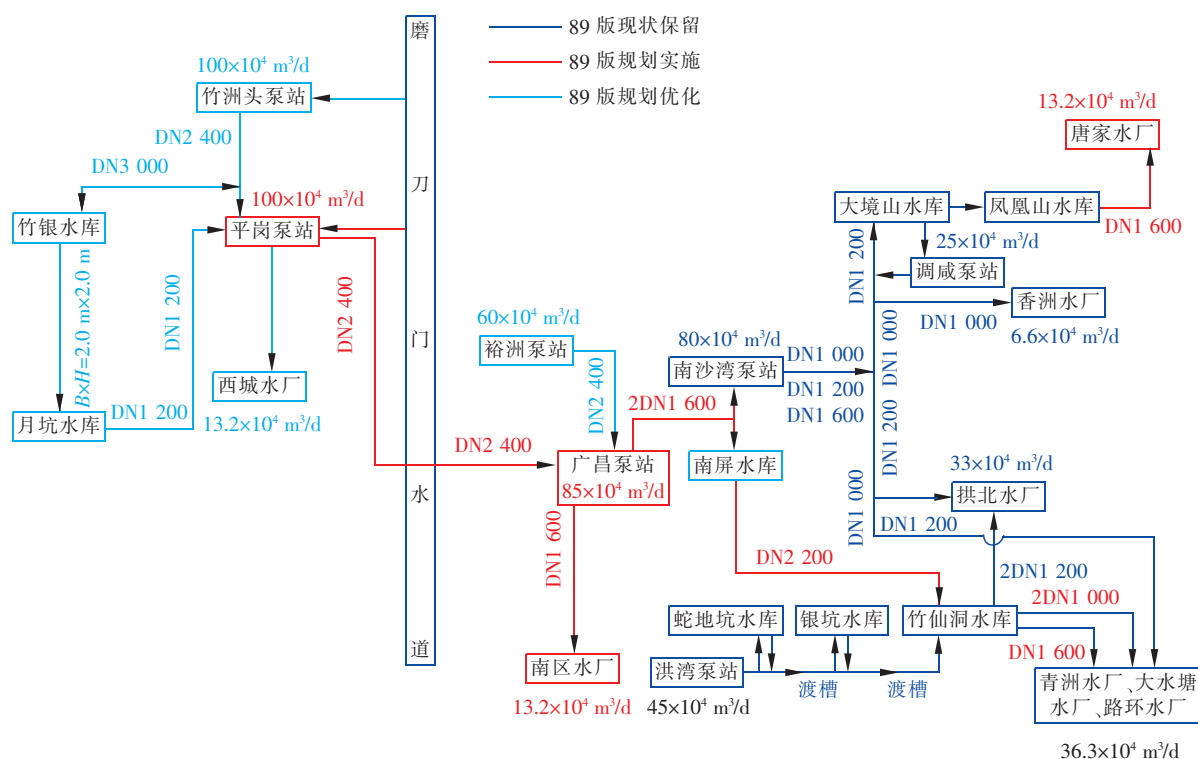 89 版现状保留
89 版规划实施
89 版规划优化
磨
刀
门
水
道
100×10⁴ m³/d
竹洲头泵站
DN2 400
DN3 000
竹银水库
100×10⁴ m³/d
平岗泵站
B×H=2.0 m×2.0 m
DN1 200
DN2 400
西城水厂
13.2×10⁴ m³/d
月坑水库
DN1 200
DN2 400
60×10⁴ m³/d
裕洲泵站
DN2 400
2DN1 600
广昌泵站
85×10⁴ m³/d
DN1 600
南区水厂
13.2×10⁴ m³/d
80×10⁴ m³/d
南沙湾泵站
DN1 000
DN1 200
DN1 600
南屏水库
DN2 200
13.2×10⁴ m³/d
唐家水厂
大境山水库
凤凰山水库
DN1 600
DN1 200
25×10⁴ m³/d
调咸泵站
香洲水厂
DN1 000
6.6×10⁴ m³/d
DN1 000
DN1 200
33×10⁴ m³/d
拱北水厂
DN1 000
DN1 200
2DN1 200
蛇地坑水库
银坑水库
竹仙洞水库
2DN1 000
DN1 600
洪湾泵站
渡槽
渡槽
45×10⁴ m³/d
青洲水厂、大水塘
水厂、路环水厂
36.3×10⁴ m³/d